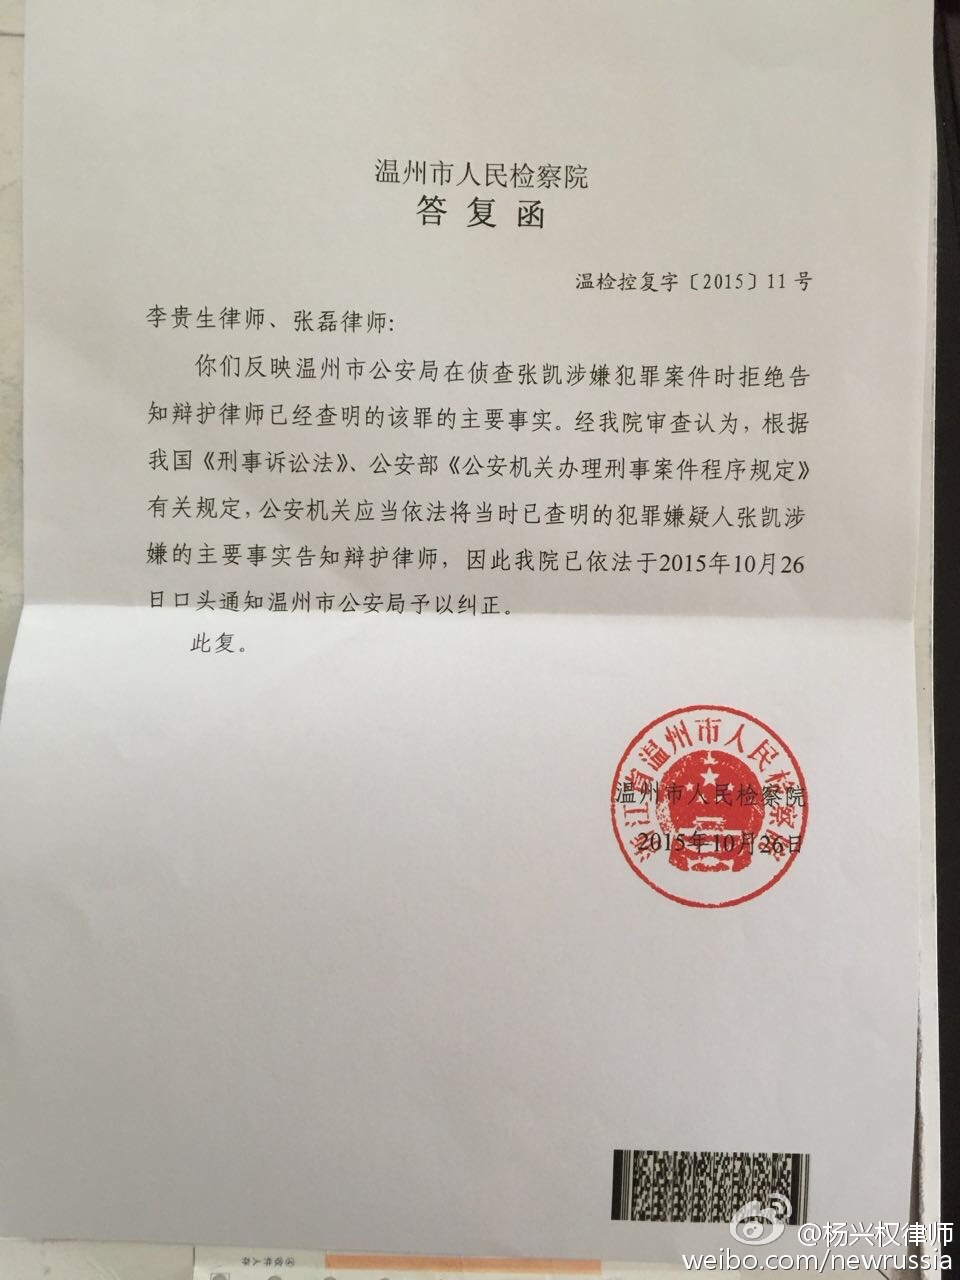 温州市人民检察院
答复函
温检控复字〔2015〕11号
李贵生律师、张磊律师：
你们反映温州市公安局在侦查张凯涉嫌犯罪案件时拒绝告
知辩护律师已经查明的该罪的主要事实。经我院审查认为，根据
我国《刑事诉讼法》、公安部《公安机关办理刑事案件程序规定》
有关规定，公安机关应当依法将当时已查明的犯罪嫌疑人张凯涉
嫌的主要事实告知辩护律师，因此我院已依法于2015年10月26
日口头通知温州市公安局予以纠正。
此复。
浙江省温州市人民检察院
温州市人民检察院
2015年10月26日
@杨兴权律师
weibo.com/newrussia